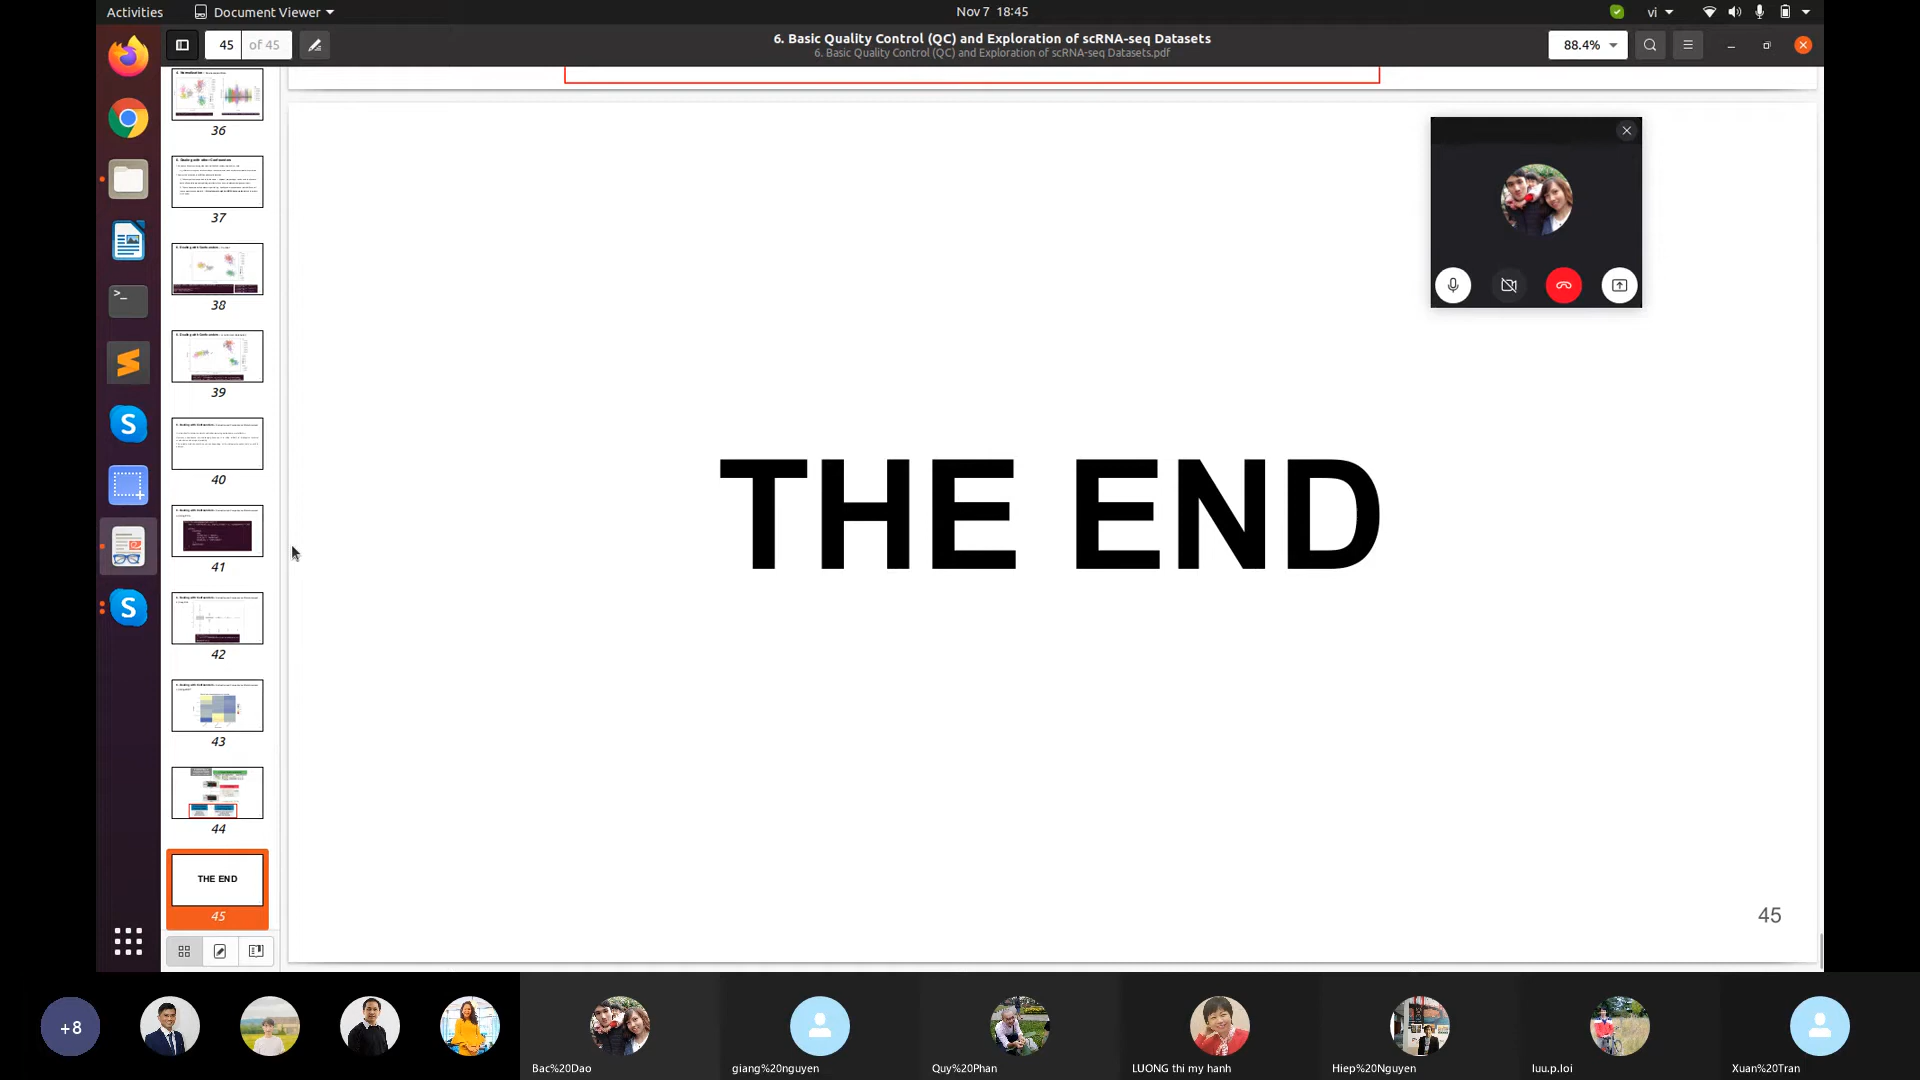 Activities
Document Viewer
Nov 7 18:45
vi
45
of 45
6. Basic Quality Control (QC) and Exploration of scRNA-seq Datasets
6. Basic Quality Control (QC) and Exploration of scRNA-seq Datasets.pdf
88.4%
36
37
38
39
40
41
42
43
44
THE END
45
THE END
45
+8
Bac%20Dao
giang%20nguyen
Quy%20Phan
LUONG thi my hanh
Hiep%20Nguyen
luu.p.loi
Xuan%20Tran